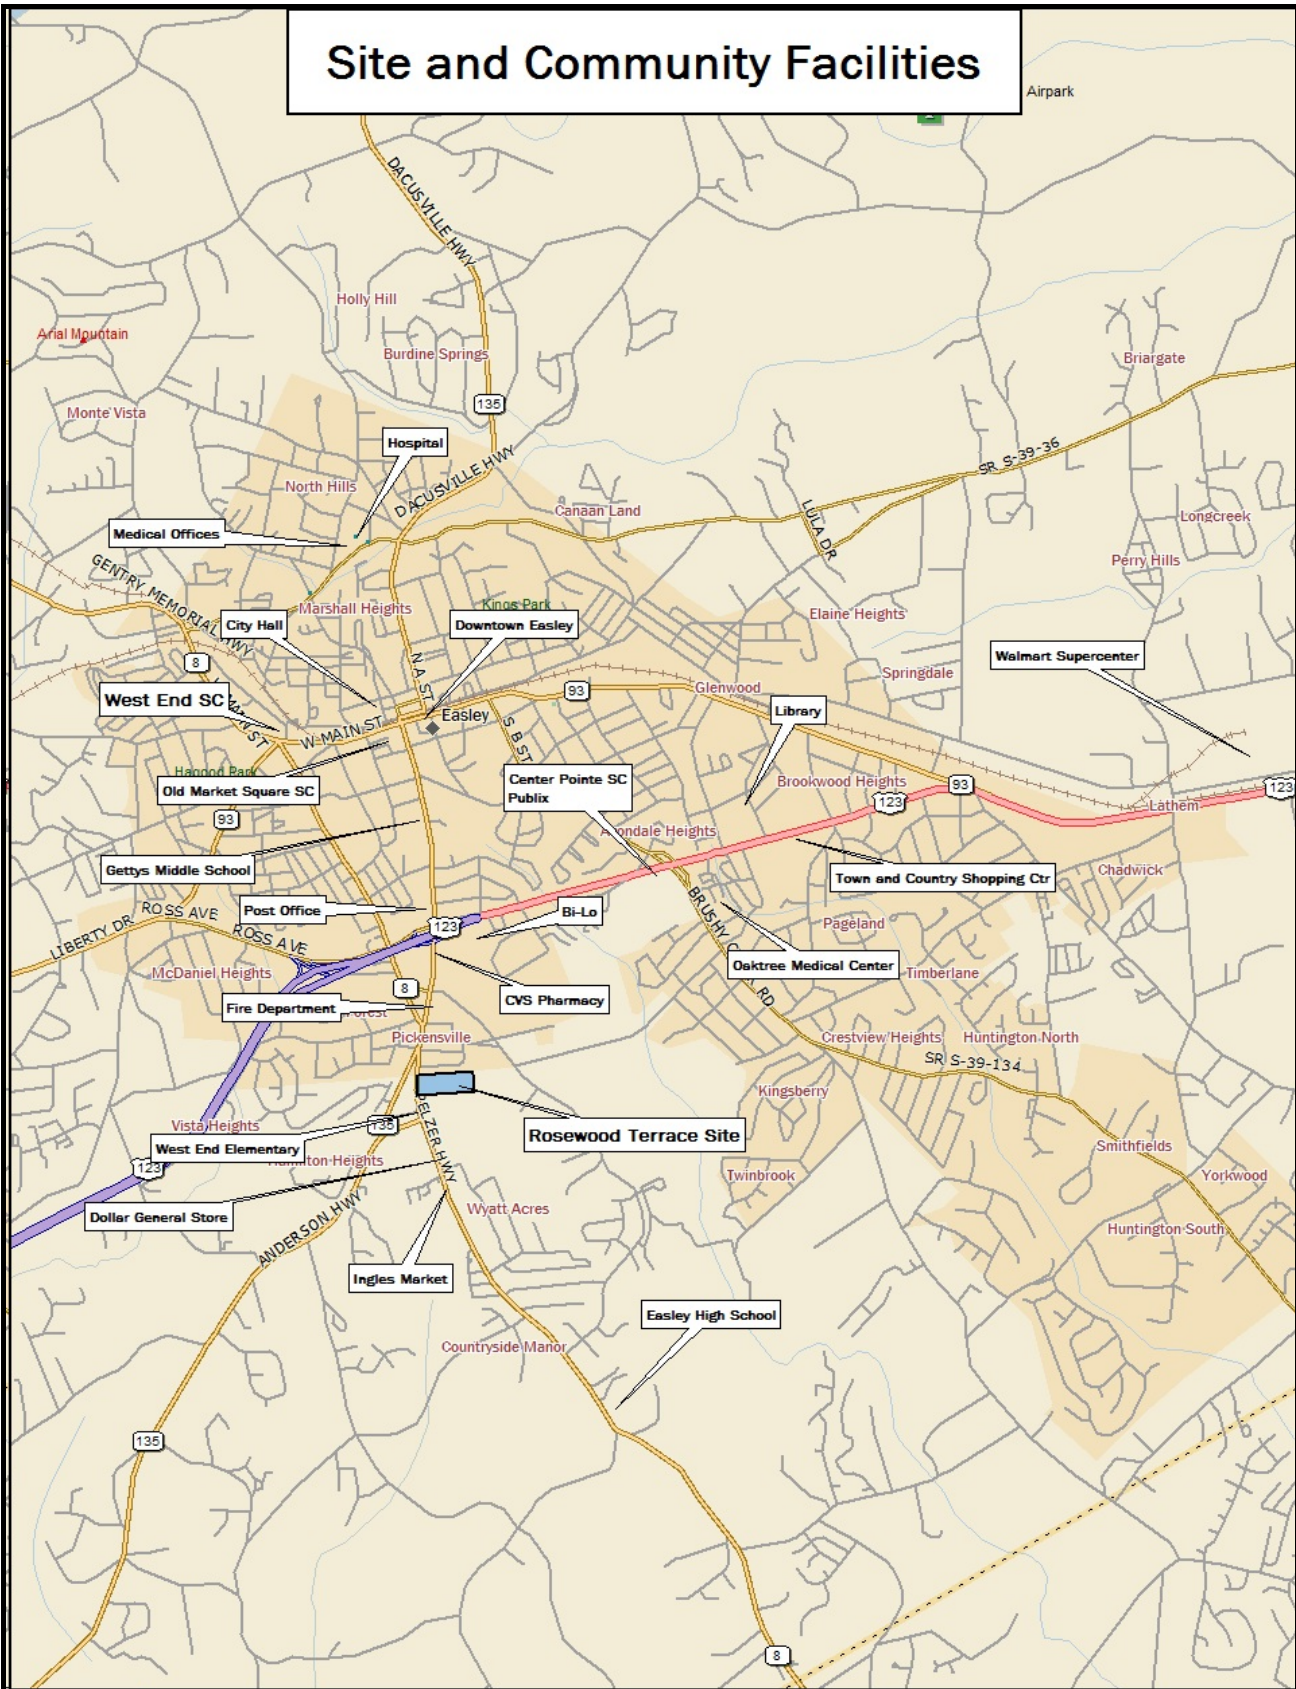 Site and Community Facilities
Airpark
DACUSVILLE HWY
Holly Hill
Arial Mountain
Burdine Springs
Briargate
135
Monte Vista
Hospital
SR S-39-36
DACUSVILLE HWY
North Hills
Canaan Land
LULA DR
Longcreek
Medical Offices
Perry Hills
GENTRY MEMORIAL HWY
Marshall Heights
Kings Park
Elaine Heights
City Hall
Downtown Easley
Walmart Supercenter
8
N A ST
Springdale
93
Glenwood
West End SC
Library
Easley
W MAIN ST
S B ST
Hagood Park
Center Pointe SC
Publix
Brookwood Heights
Old Market Square SC
93
123
123
Lathem
93
Avondale Heights
Gettys Middle School
Town and Country Shopping Ctr
Chadwick
ROSS AVE
Post Office
Bi-Lo
BRUSHY
LIBERTY DR
123
Pageland
ROSS AVE
McDaniel Heights
Oaktree Medical Center
Timberlane
8
RD
CVS Pharmacy
Fire Department
Pickensville
Crestview Heights
Huntington North
SR S-39-134
Kingsberry
Vista Heights
135
PELZER HWY
Rosewood Terrace Site
West End Elementary
Smithfields
123
Hamilton Heights
Twinbrook
Yorkwood
Dollar General Store
Wyatt Acres
ANDERSON HWY
Huntington South
Ingles Market
Easley High School
Countryside Manor
135
8